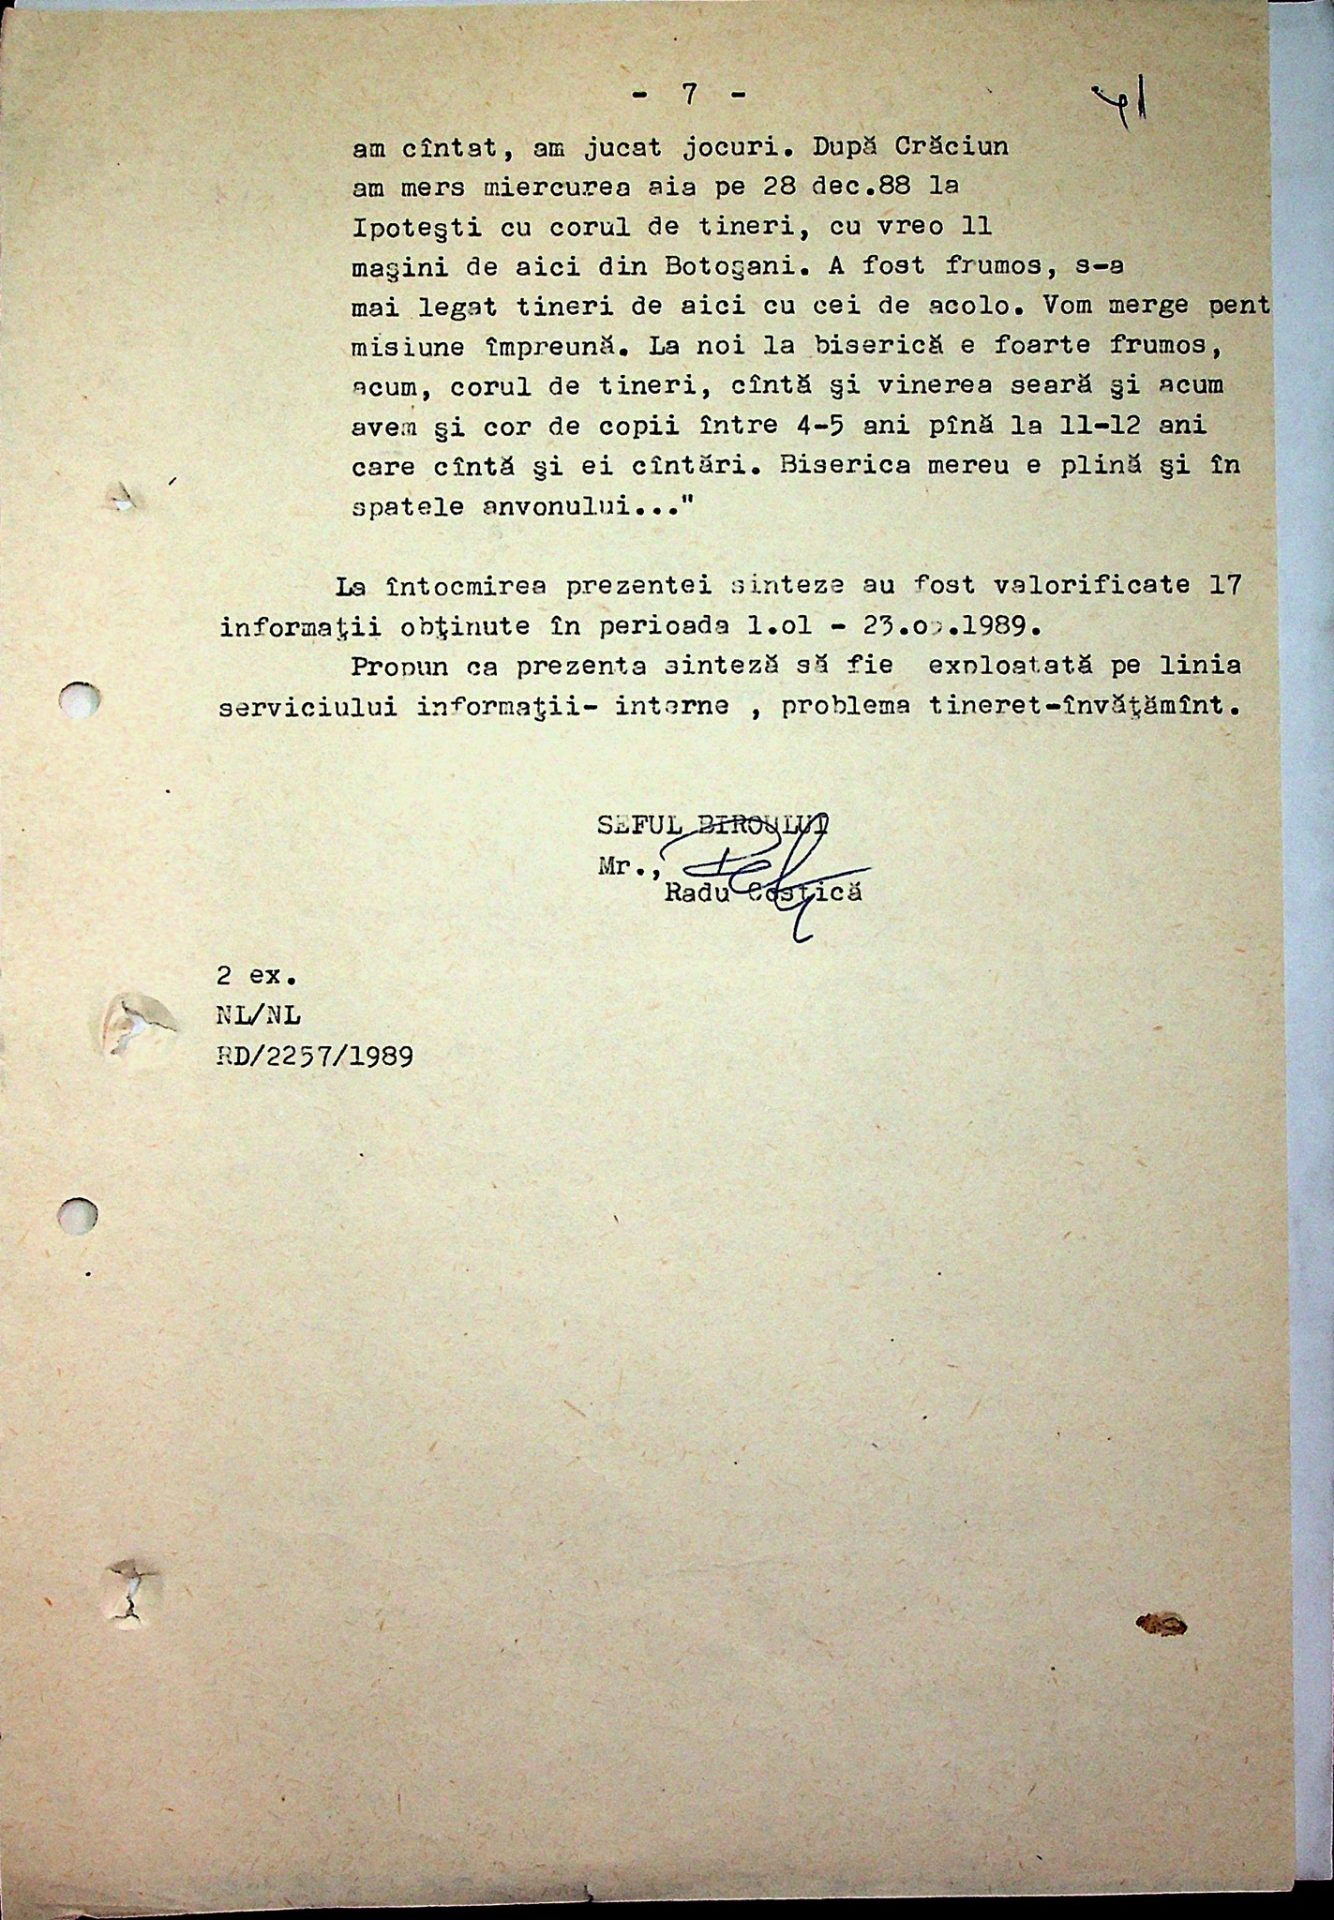 - 7 -
41
am cîntat, am jucat jocuri. După Crăciun
am mers miercurea aia pe 28 dec.88 la
Ipoteşti cu corul de tineri, cu vreo 11
maşini de aici din Botoşani. A fost frumos, s-a
mai legat tineri de aici cu cei de acolo. Vom merge pent
misiune împreună. La noi la biserică e foarte frumos,
acum, corul de tineri, cîntă şi vinerea seară şi acum
avem şi cor de copii între 4-5 ani pînă la 11-12 ani
care cîntă şi ei cîntări. Biserica mereu e plină şi în
spatele anvonului..."
La întocmirea prezentei sinteze au fost valorificate 17
informaţii obţinute în perioada 1.o1 - 23. .1989.
Propun ca prezenta sinteză să fie exploatată pe linia
serviciului informaţii- interne , problema tineret-învăţămînt.
SEFUL BIROULUI
Mr.,
Radu Costică
2 ex.
NL/NL
RD/2257/1989